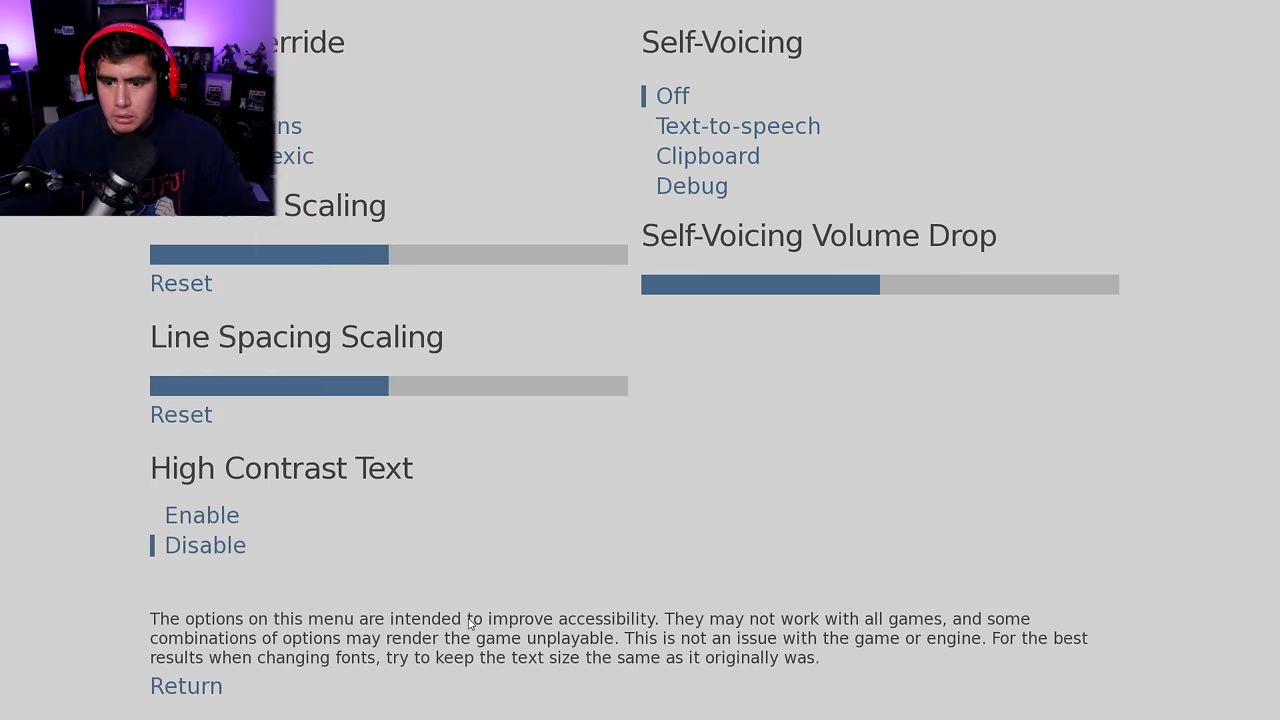 erride
ns
exic
Scaling
Reset
Line Spacing Scaling
Reset
High Contrast Text
Enable
Disable
Self-Voicing
Off
Text-to-speech
Clipboard
Debug
Self-Voicing Volume Drop
The options on this menu are intended to improve accessibility. They may not work with all games, and some
combinations of options may render the game unplayable. This is not an issue with the game or engine. For the best
results when changing fonts, try to keep the text size the same as it originally was.
Return